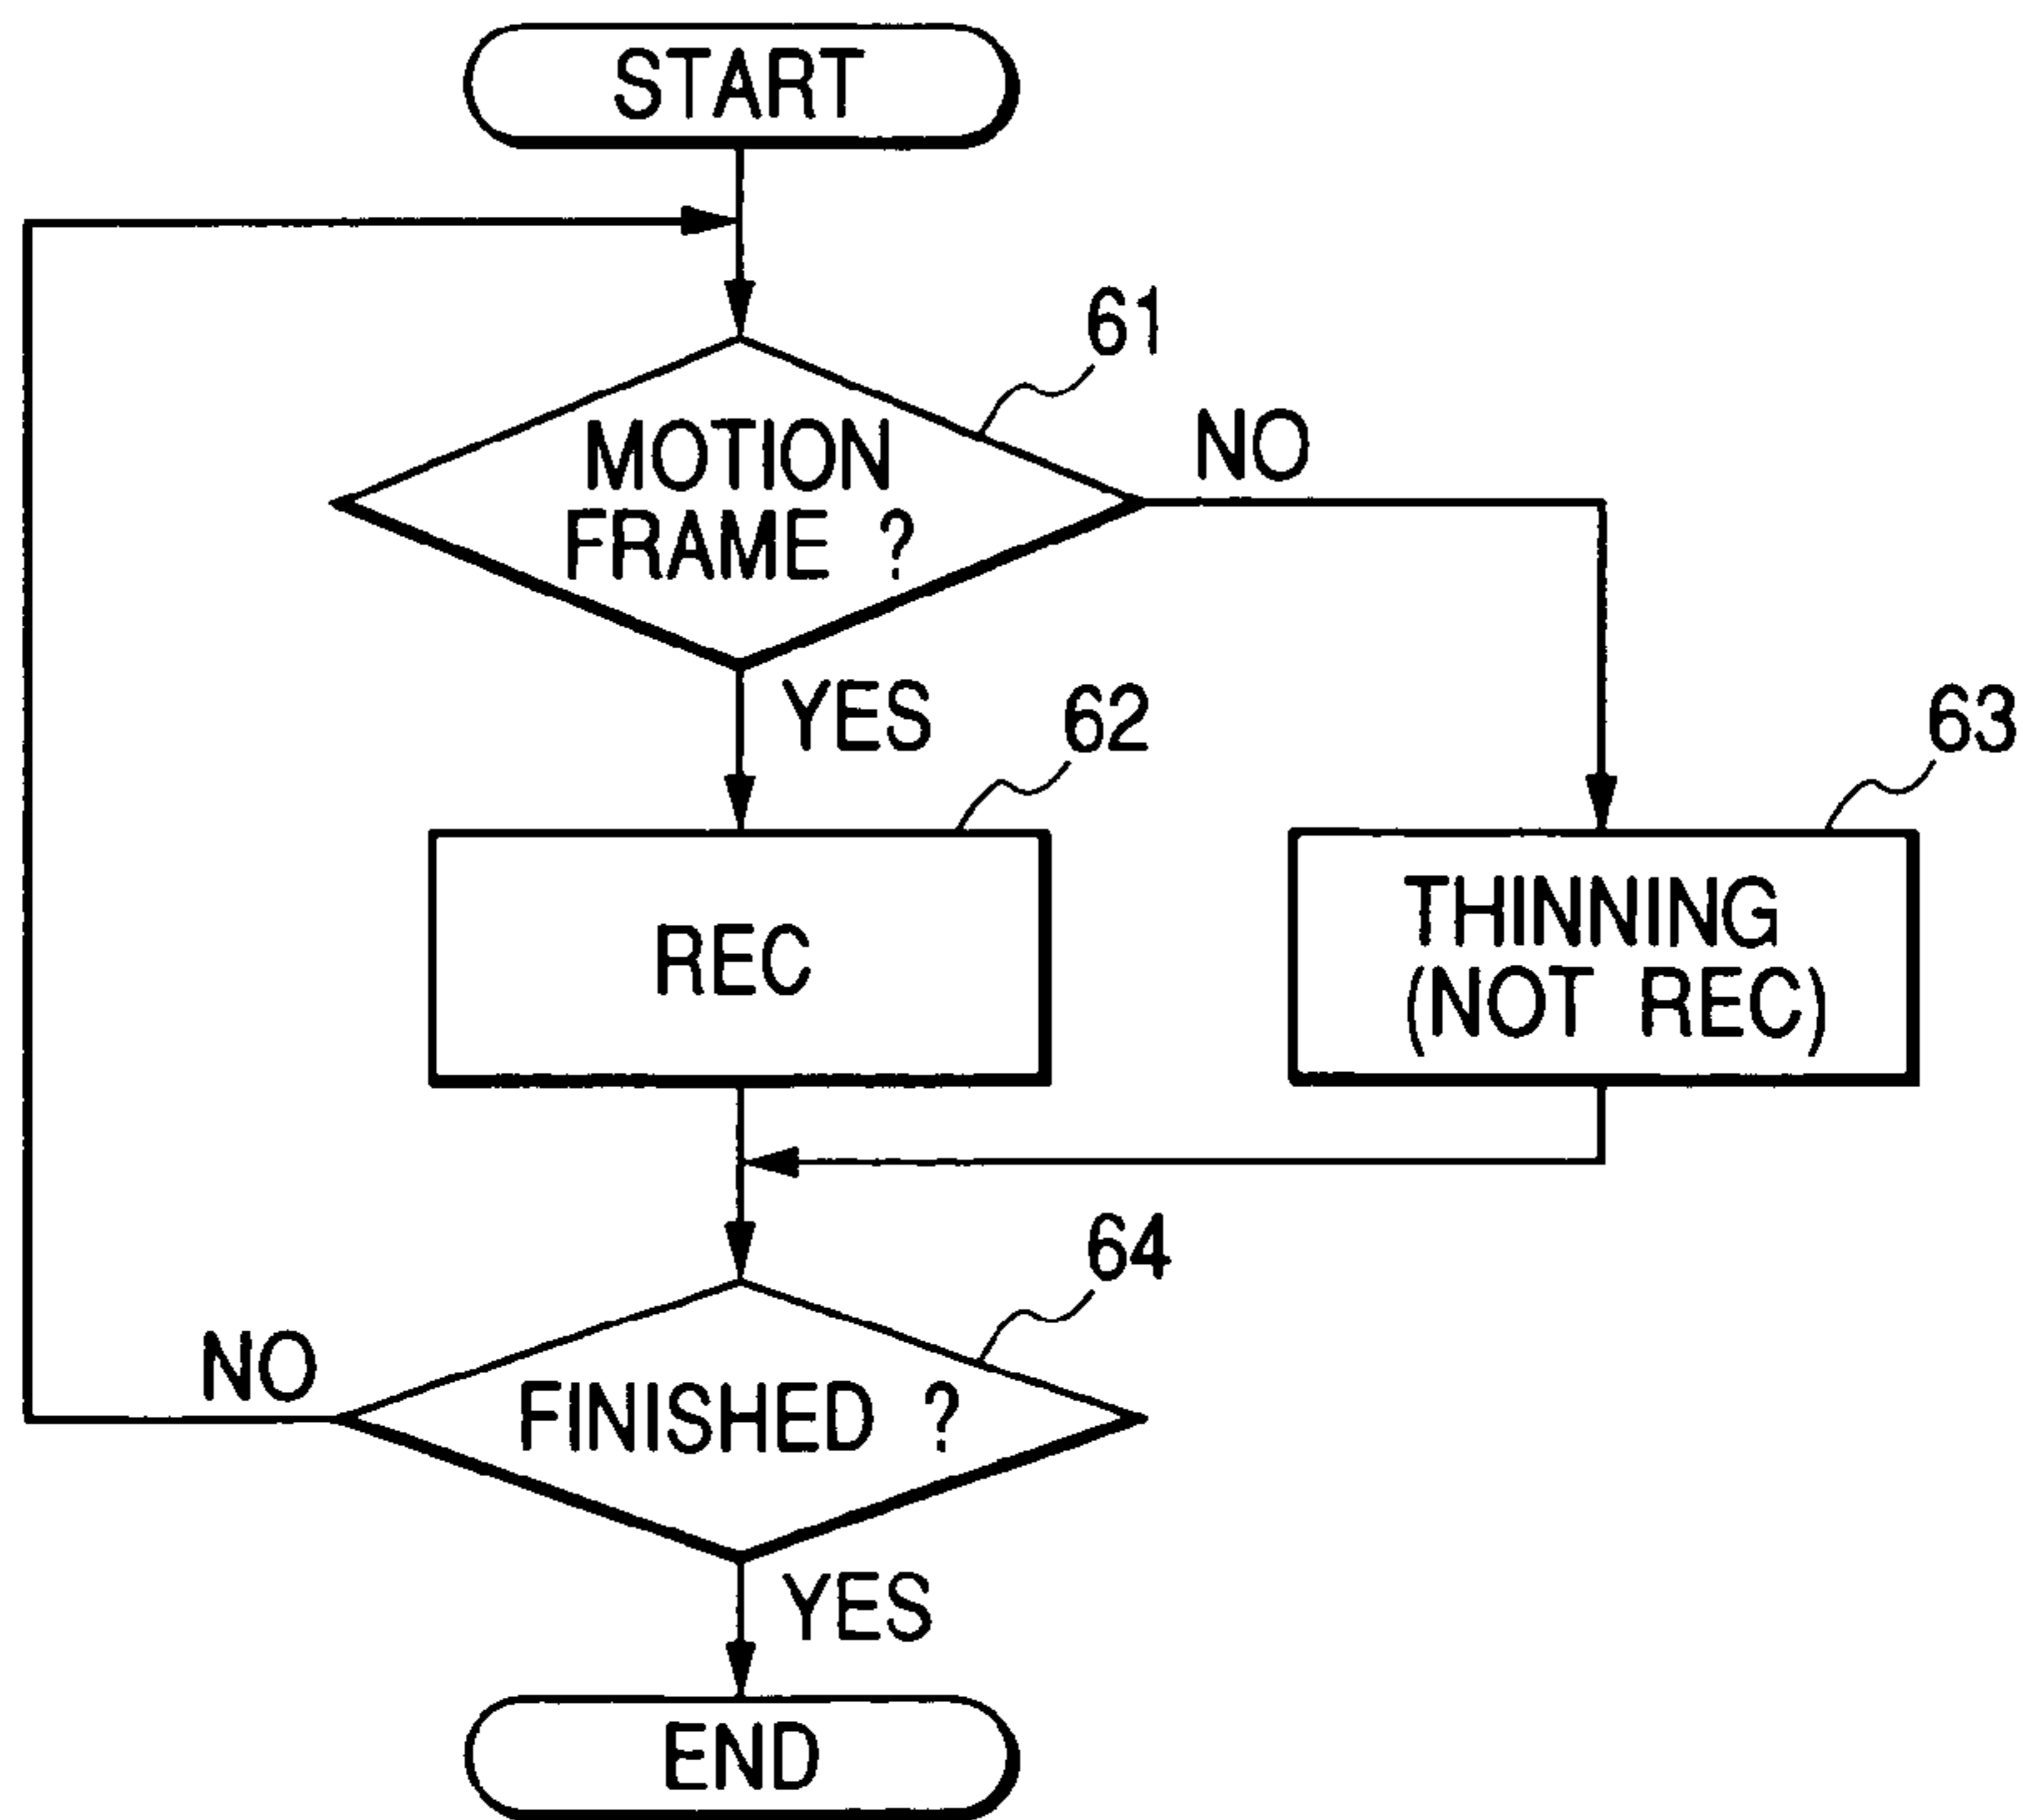 START
61
MOTION
FRAME ?
NO
YES
62
63
REC
THINNING
(NOT REC)
64
NO
FINISHED ?
YES
END